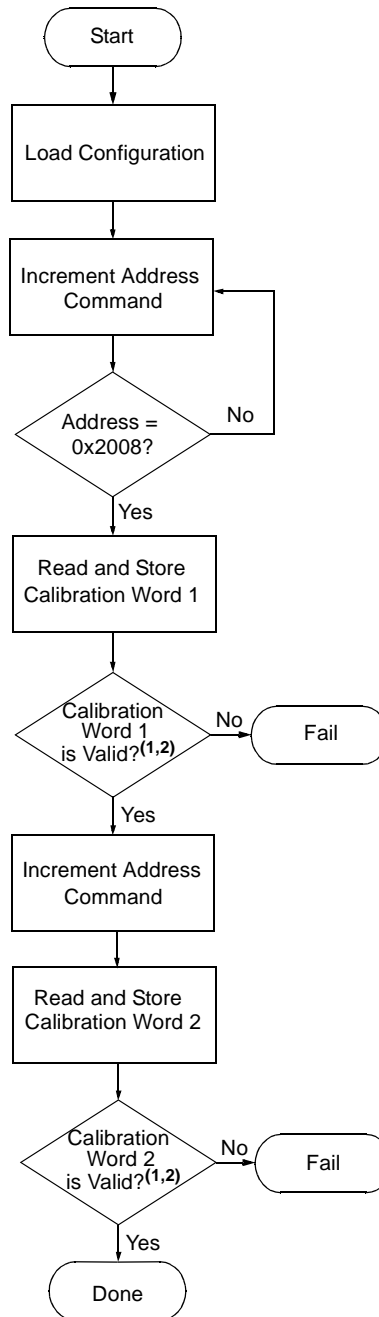 Start
Load Configuration
Increment Address
Command
Address =
0x2008?
No
Yes
Read and Store
Calibration Word 1
Calibration
Word 1
is Valid?(1,2)
No
Fail
Yes
Increment Address
Command
Read and Store
Calibration Word 2
Calibration
Word 2
is Valid?(1,2)
No
Fail
Yes
Done